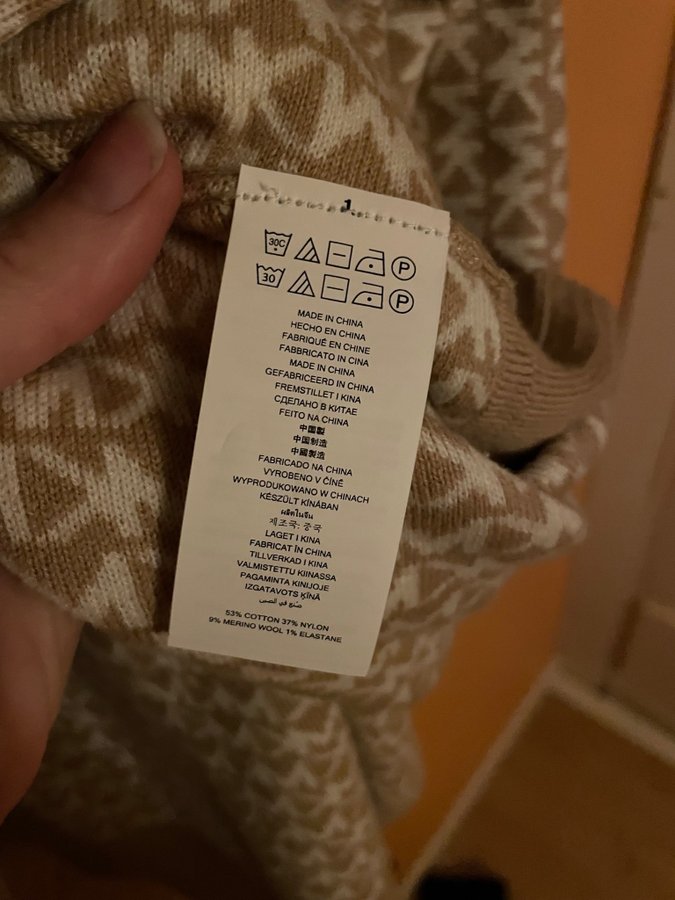 1
30C
P
30
P
MADE IN CHINA
HECHO EN CHINA
FABRIQUÉ EN CHINE
FABBRICATO IN CINA
MADE IN CHINA
GEFABRICEERD IN CHINA
FREMSTILLET I KINA
СДЕЛАНО В КИТАЕ
FEITO NA CHINA
中国製
中国制造
中國製造
FABRICADO NA CHINA
VYROBENO V ČÍNĚ
WYPRODUKOWANO W CHINACH
KÉSZÜLT KÍNÁBAN
ผลิตในจีน
제조국: 중국
LAGET I KINA
FABRICAT ÎN CHINA
TILLVERKAD I KINA
VALMISTETTU KIINASSA
PAGAMINTA KINIJOJE
IZGATAVOTS ĶĪNĀ
صنع في الصين
53% COTTON 37% NYLON
9% MERINO WOOL 1% ELASTANE